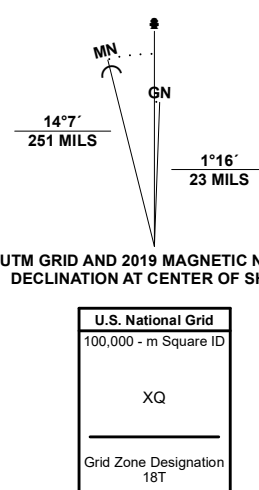 MN
GN
14°7´
251 MILS
1°16´
23 MILS
UTM GRID AND 2019 MAGNETIC N
DECLINATION AT CENTER OF SH
U.S. National Grid
100,000 - m Square ID
XQ
Grid Zone Designation
18T